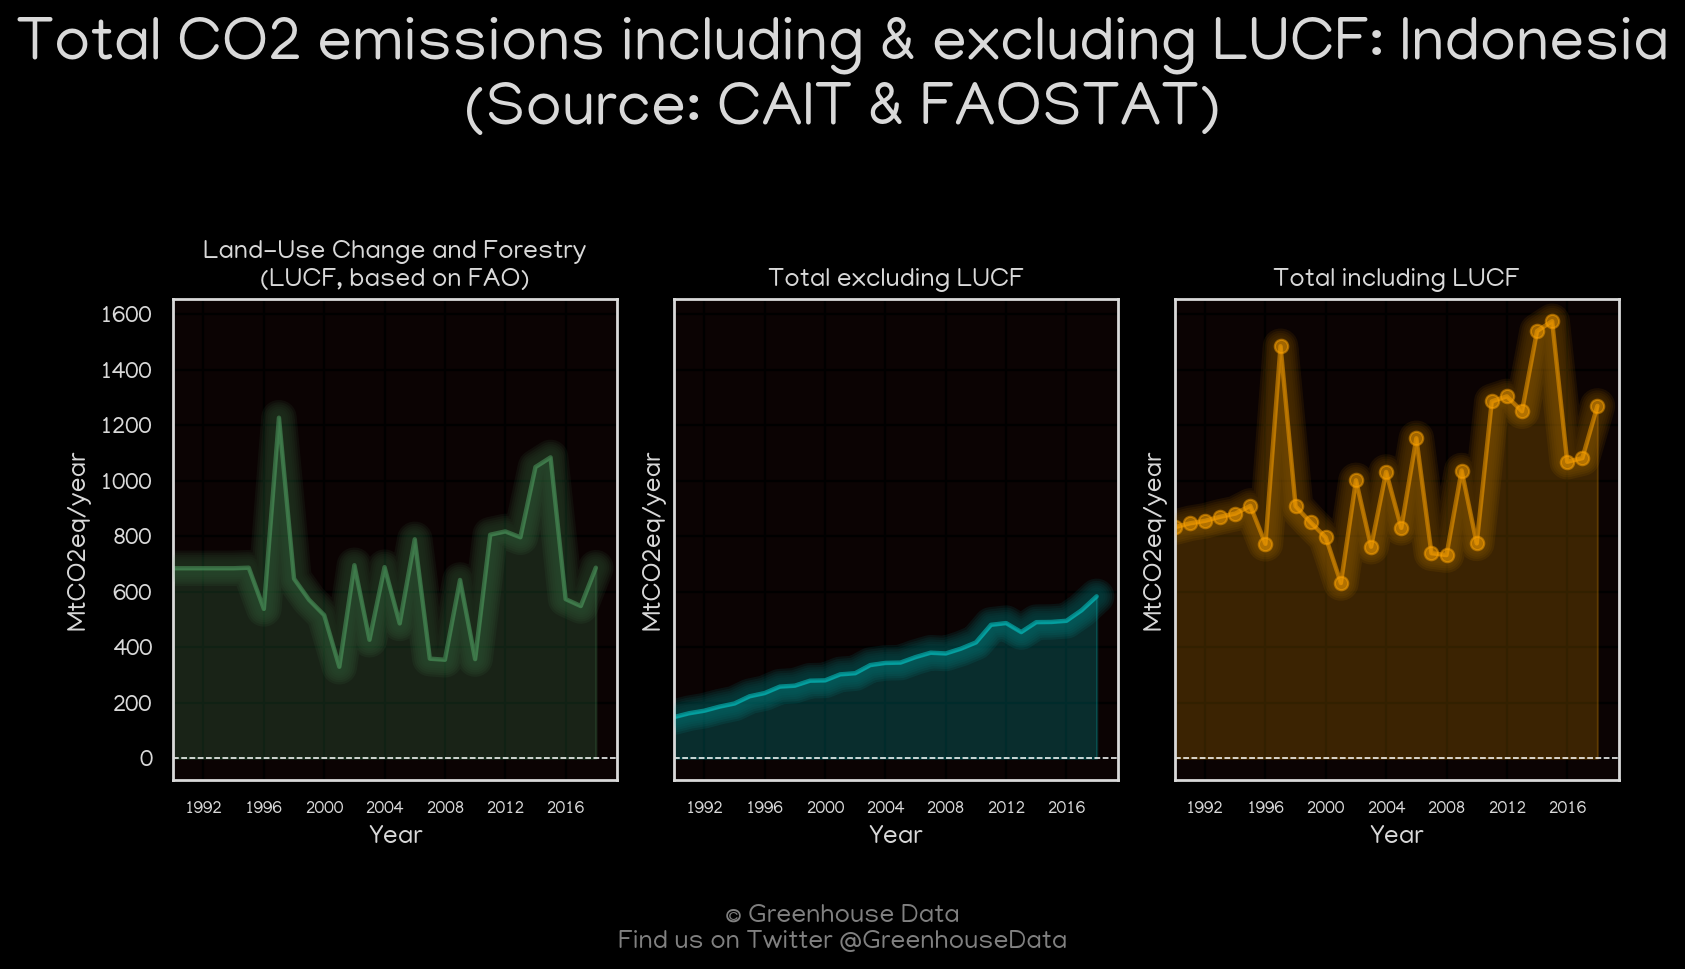 Total CO2 emissions including & excluding LUCF: Indonesia
(Source: CAIT & FAOSTAT)
Land-Use Change and Forestry
(LUCF, based on FAO)
Total excluding LUCF
Total including LUCF
1600
1400
1200
1000
800
600
400
200
0
MtCO2eq/year
MtCO2eq/year
MtCO2eq/year
1992 1996 2000 2004 2008 2012 2016
1992 1996 2000 2004 2008 2012 2016
1992 1996 2000 2004 2008 2012 2016
Year
Year
Year
© Greenhouse Data
Find us on Twitter @GreenhouseData